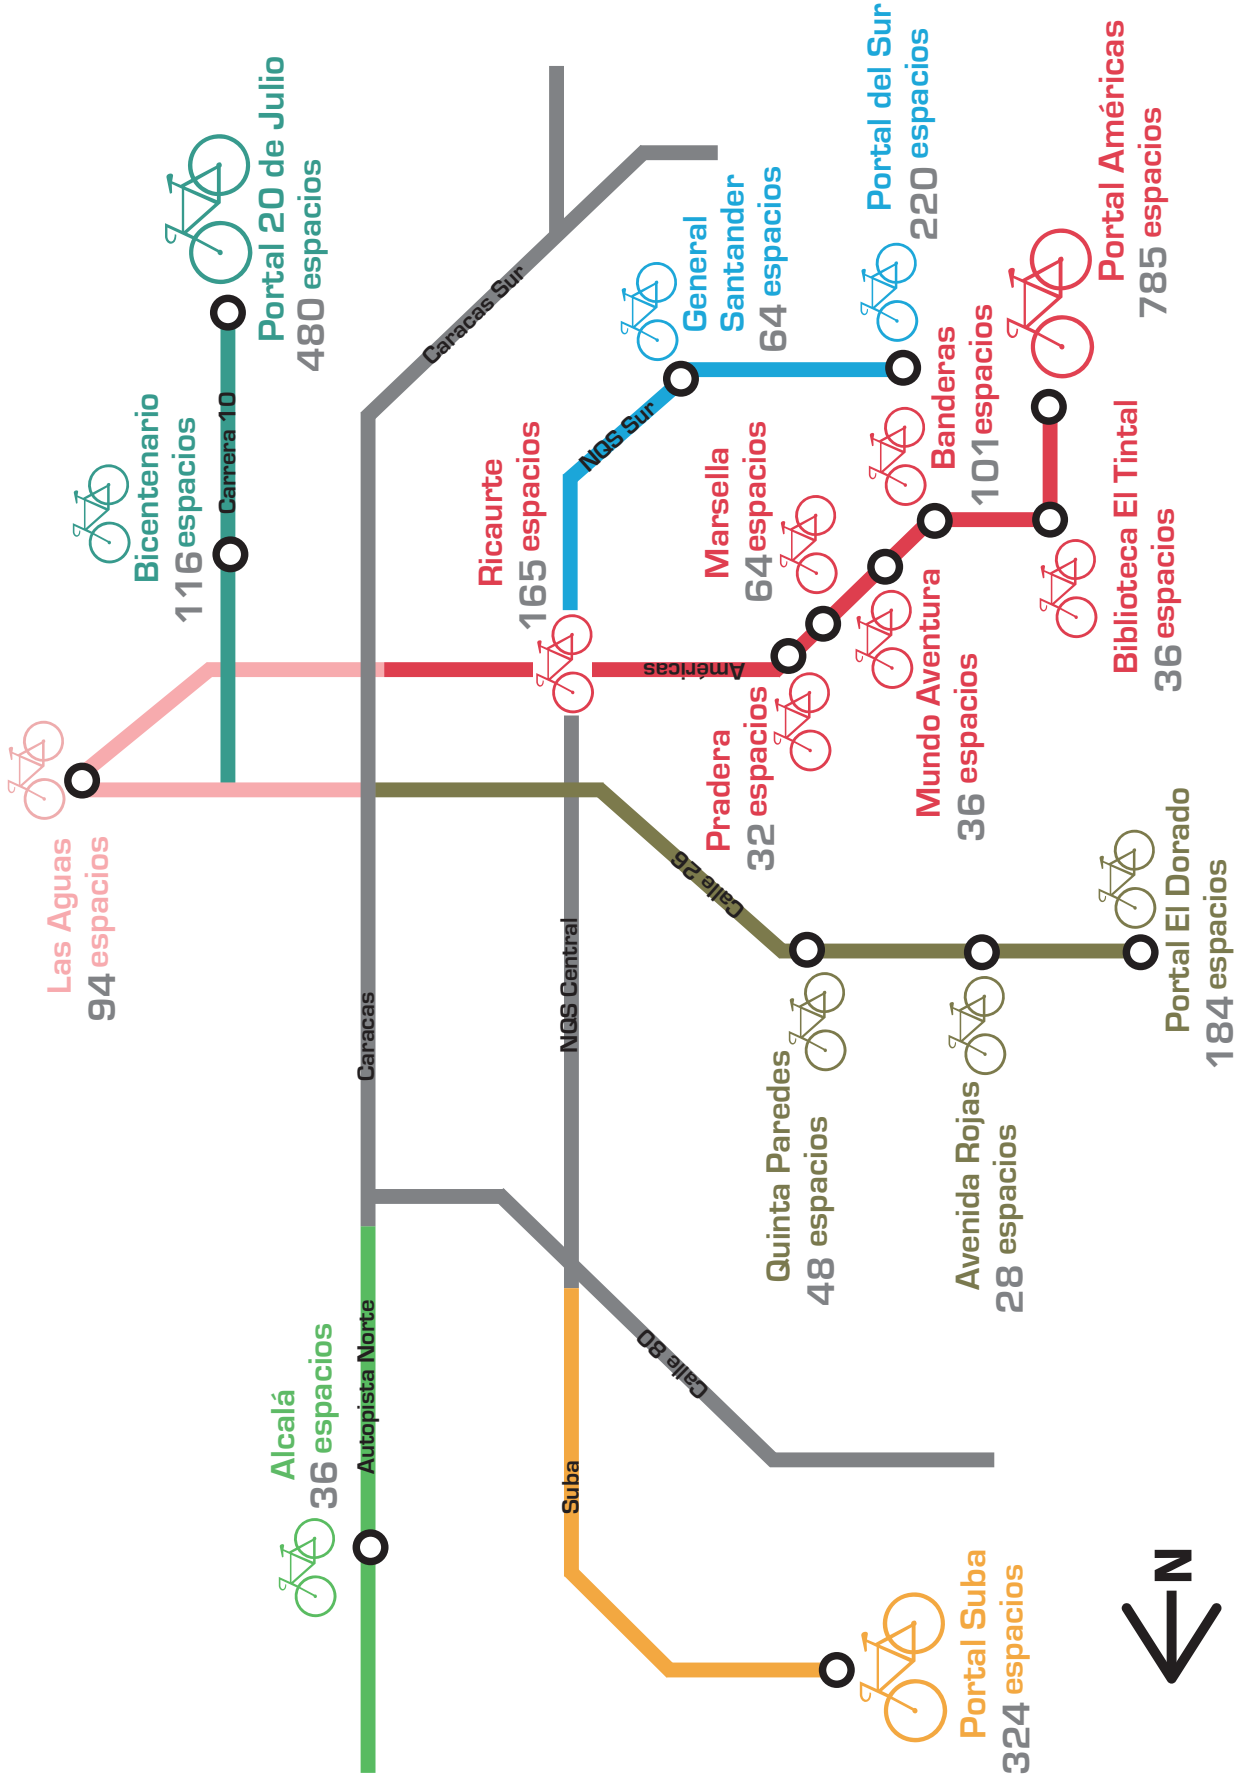 Las Aguas
94 espacios
Bicentenario
116 espacios
Carrera 10
Portal 20 de Julio
480 espacios
Alcalá
36 espacios
Autopista Norte
Caracas
Caracas Sur
Ricaurte
165 espacios
NQS Sur
General
Santander
64 espacios
Portal del Sur
220 espacios
Suba
NQS Central
Calle 80
Calle 26
Américas
Pradera
32 espacios
Marsella
64 espacios
Mundo Aventura
36 espacios
Banderas
101 espacios
Biblioteca El Tintal
36 espacios
Portal Américas
785 espacios
Quinta Paredes
48 espacios
Avenida Rojas
28 espacios
Portal El Dorado
184 espacios
Portal Suba
324 espacios
N